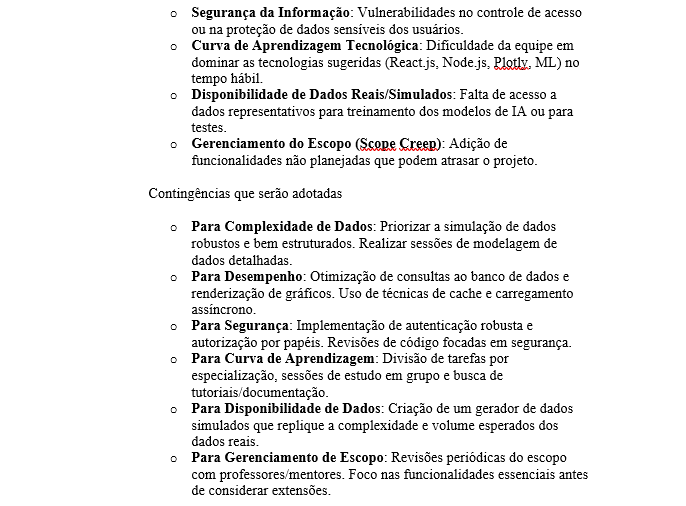 o Segurança da Informação: Vulnerabilidades no controle de acesso
ou na proteção de dados sensíveis dos usuários.
o Curva de Aprendizagem Tecnológica: Dificuldade da equipe em
dominar as tecnologias sugeridas (React.js, Node.js, Plotly, ML) no
tempo hábil.
o Disponibilidade de Dados Reais/Simulados: Falta de acesso a
dados representativos para treinamento dos modelos de IA ou para
testes.
o Gerenciamento do Escopo (Scope Creep): Adição de
funcionalidades não planejadas que podem atrasar o projeto.
Contingências que serão adotadas
o Para Complexidade de Dados: Priorizar a simulação de dados
robustos e bem estruturados. Realizar sessões de modelagem de
dados detalhadas.
o Para Desempenho: Otimização de consultas ao banco de dados e
renderização de gráficos. Uso de técnicas de cache e carregamento
assíncrono.
o Para Segurança: Implementação de autenticação robusta e
autorização por papéis. Revisões de código focadas em segurança.
o Para Curva de Aprendizagem: Divisão de tarefas por
especialização, sessões de estudo em grupo e busca de
tutoriais/documentação.
o Para Disponibilidade de Dados: Criação de um gerador de dados
simulados que replique a complexidade e volume esperados dos
dados reais.
o Para Gerenciamento de Escopo: Revisões periódicas do escopo
com professores/mentores. Foco nas funcionalidades essenciais antes
de considerar extensões.